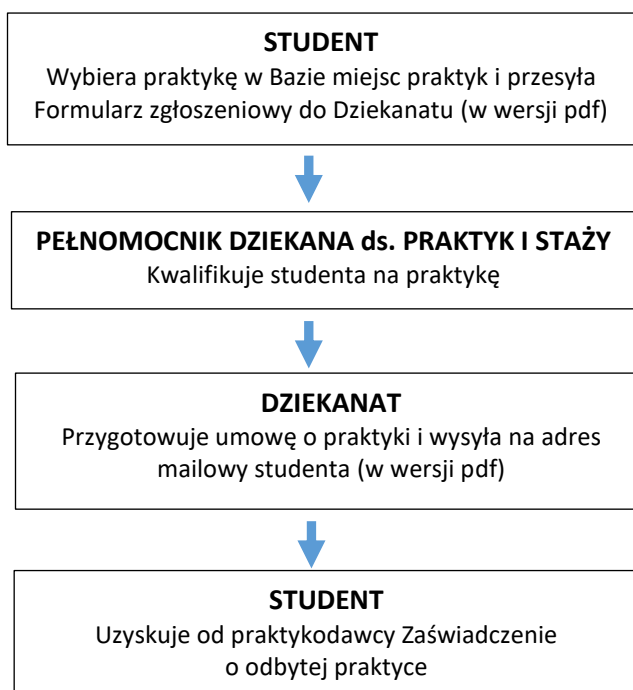 STUDENT
Wybiera praktykę w Bazie miejsc praktyk i przesyła
Formularz zgłoszeniowy do Dziekanatu (w wersji pdf)
PEŁNOMOCNIK DZIEKANA ds. PRAKTYK I STAŻY
Kwalifikuje studenta na praktykę
DZIEKANAT
Przygotowuje umowę o praktyki i wysyła na adres
mailowy studenta (w wersji pdf)
STUDENT
Uzyskuje od praktykodawcy Zaświadczenie
o odbytej praktyce